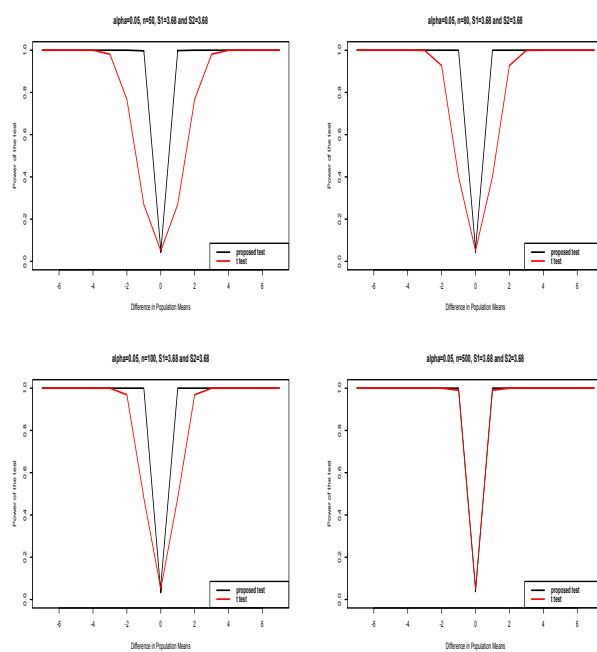 alpha=0.05, n=50, S1=3.68 and S2=3.68
Power of the test
1.0
0.8
0.6
0.4
0.2
0.0
proposed test
t test
-6 -4 -2 0 2 4 6
Difference in Population Means
alpha=0.05, n=80, S1=3.68 and S2=3.68
Power of the test
1.0
0.8
0.6
0.4
0.2
0.0
proposed test
t test
-6 -4 -2 0 2 4 6
Difference in Population Means
alpha=0.05, n=100, S1=3.68 and S2=3.68
Power of the test
1.0
0.8
0.6
0.4
0.2
0.0
proposed test
t test
-6 -4 -2 0 2 4 6
Difference in Population Means
alpha=0.05, n=500, S1=3.68 and S2=3.68
Power of the test
1.0
0.8
0.6
0.4
0.2
0.0
proposed test
t test
-6 -4 -2 0 2 4 6
Difference in Population Means